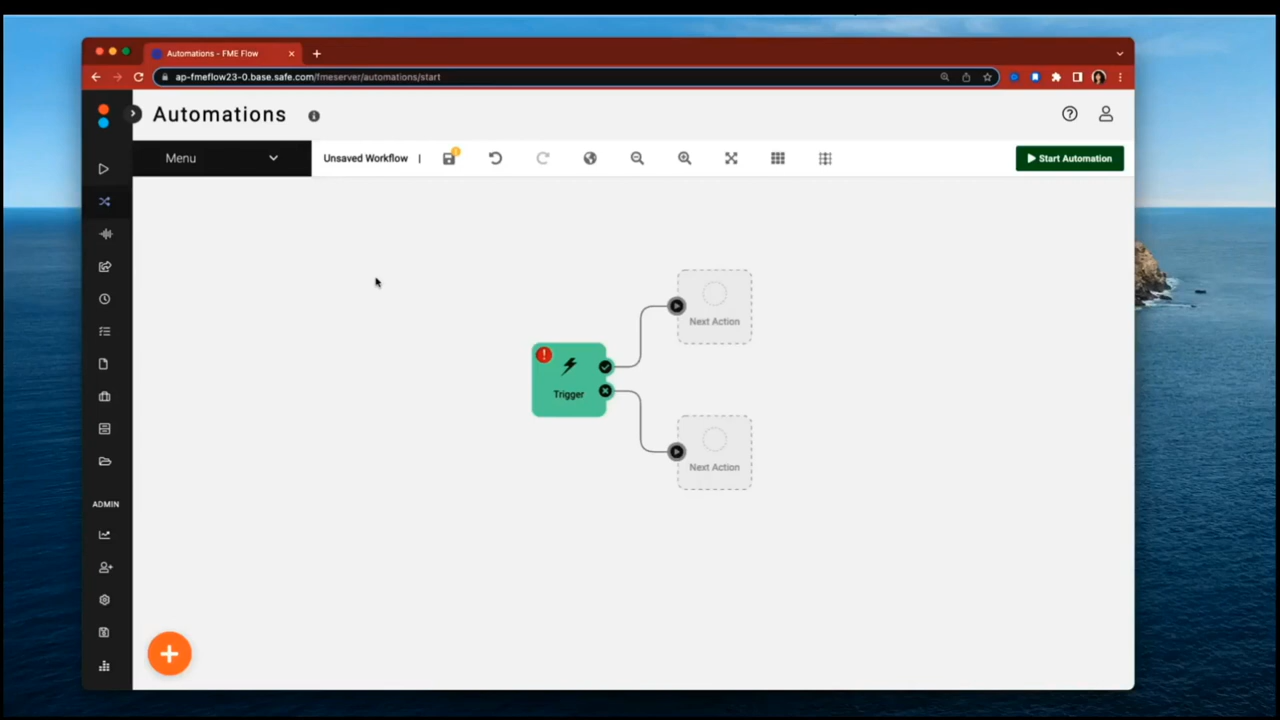 Automations - FME Flow
ap-fmeflow23-0.base.safe.com/fmeserver/automations/start
Automations
Menu
Unsaved Workflow
Start Automation
Next Action
Trigger
Next Action
ADMIN